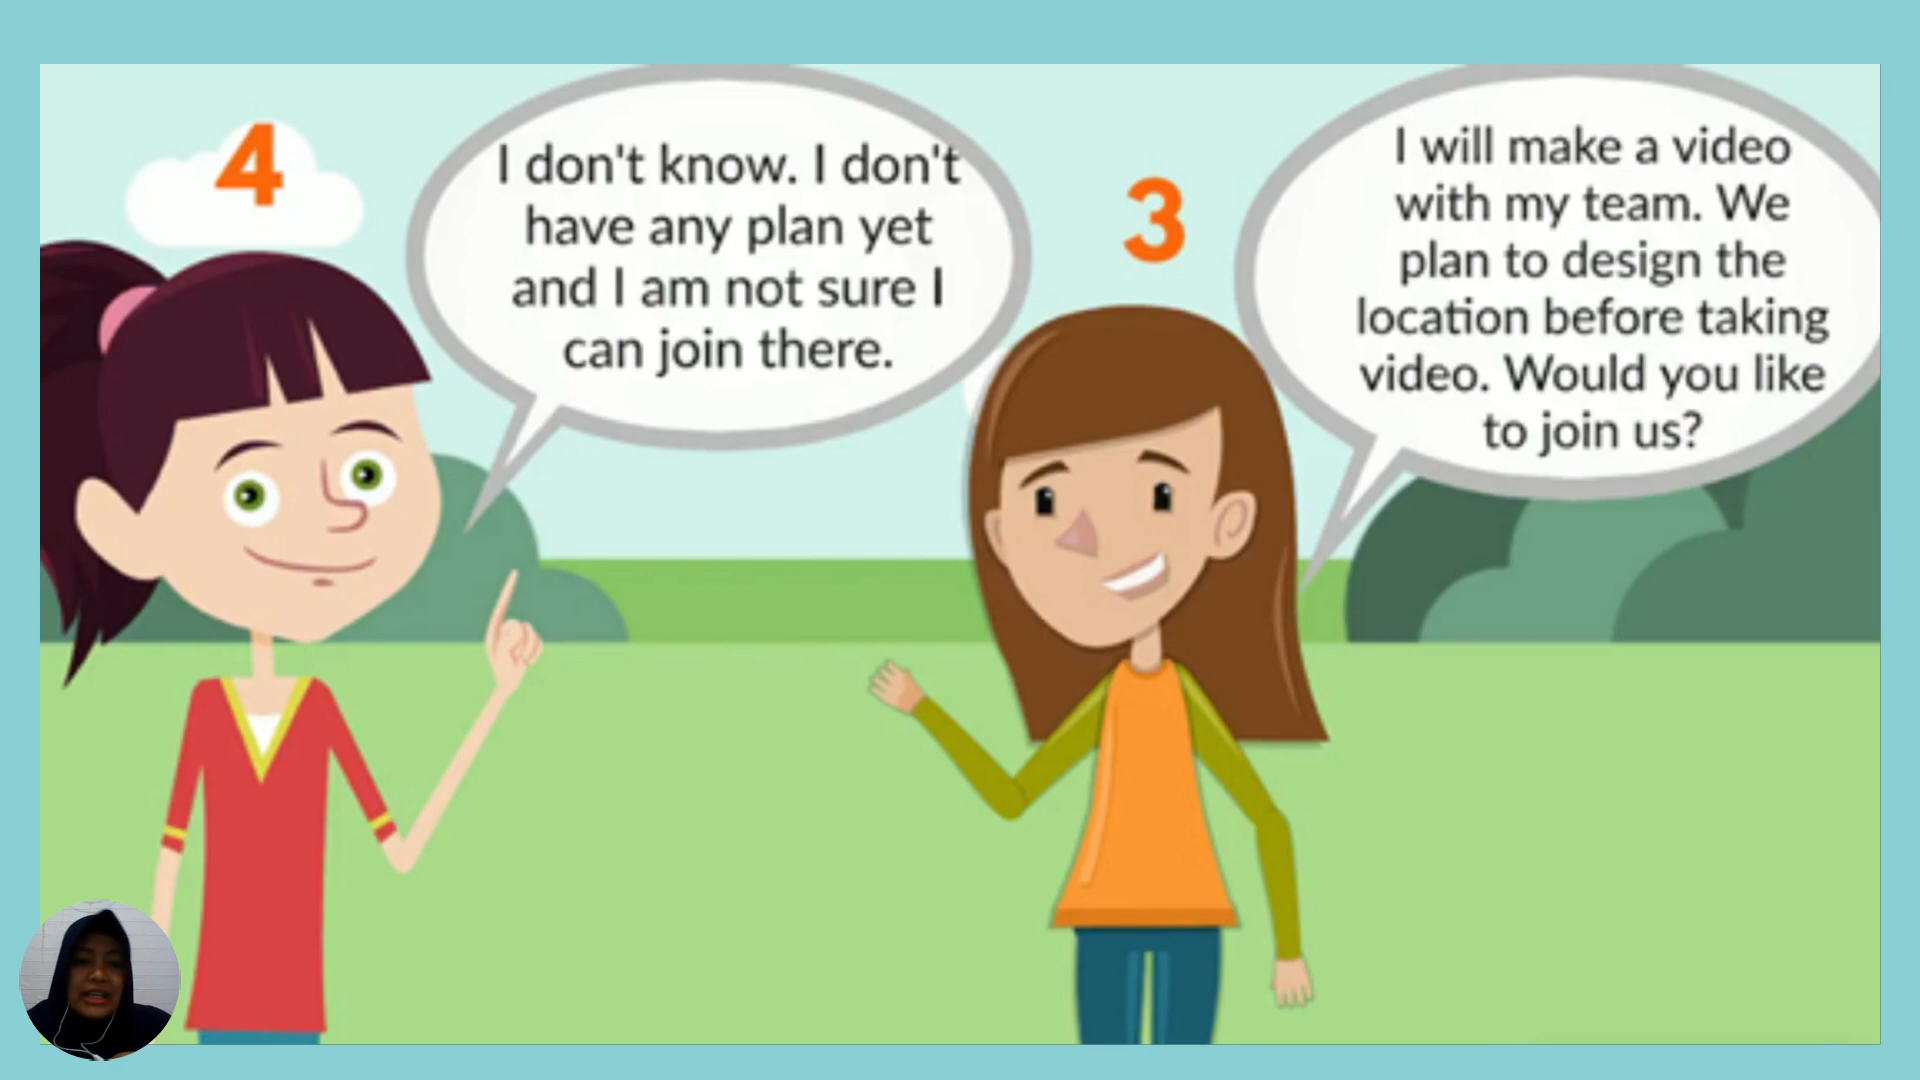 4
I don't know. I don't
have any plan yet
and I am not sure I
can join there.
3
I will make a video
with my team. We
plan to design the
location before taking
video. Would you like
to join us?